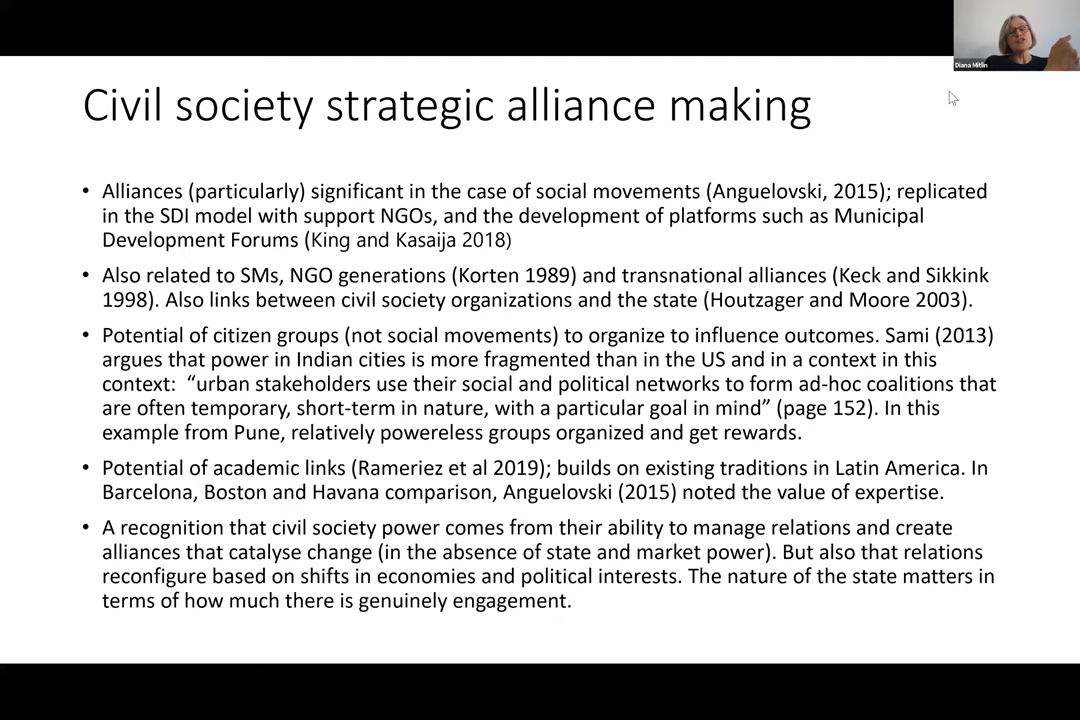 Diana Mitlin
Civil society strategic alliance making
• Alliances (particularly) significant in the case of social movements (Anguelovski, 2015); replicated
in the SDI model with support NGOs, and the development of platforms such as Municipal
Development Forums (King and Kasaija 2018)
• Also related to SMs, NGO generations (Korten 1989) and transnational alliances (Keck and Sikkink
1998). Also links between civil society organizations and the state (Houtzager and Moore 2003).
• Potential of citizen groups (not social movements) to organize to influence outcomes. Sami (2013)
argues that power in Indian cities is more fragmented than in the US and in a context in this
context: “urban stakeholders use their social and political networks to form ad-hoc coalitions that
are often temporary, short-term in nature, with a particular goal in mind” (page 152). In this
example from Pune, relatively powereless groups organized and get rewards.
• Potential of academic links (Rameriez et al 2019); builds on existing traditions in Latin America. In
Barcelona, Boston and Havana comparison, Anguelovski (2015) noted the value of expertise.
• A recognition that civil society power comes from their ability to manage relations and create
alliances that catalyse change (in the absence of state and market power). But also that relations
reconfigure based on shifts in economies and political interests. The nature of the state matters in
terms of how much there is genuinely engagement.